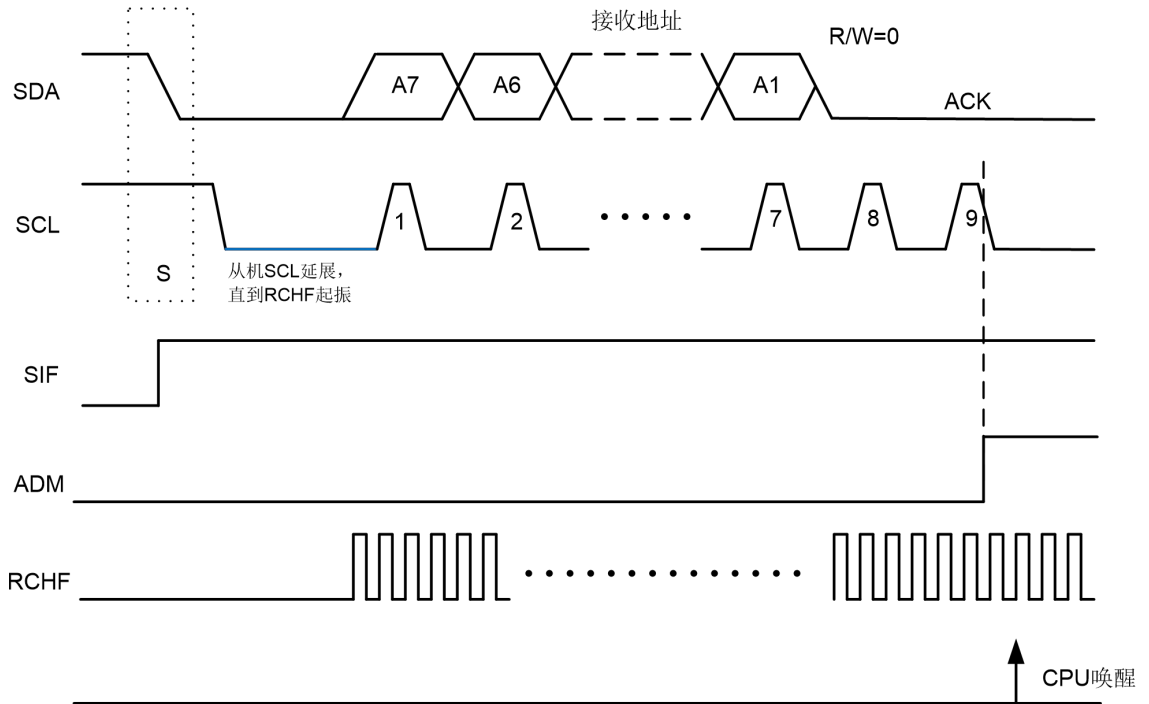 接收地址
R/W=0
SDA
A7
A6
A1
ACK
SCL
1
2
7
8
9
S
从机SCL延展，
直到RCHF起振
SIF
ADM
RCHF
CPU唤醒